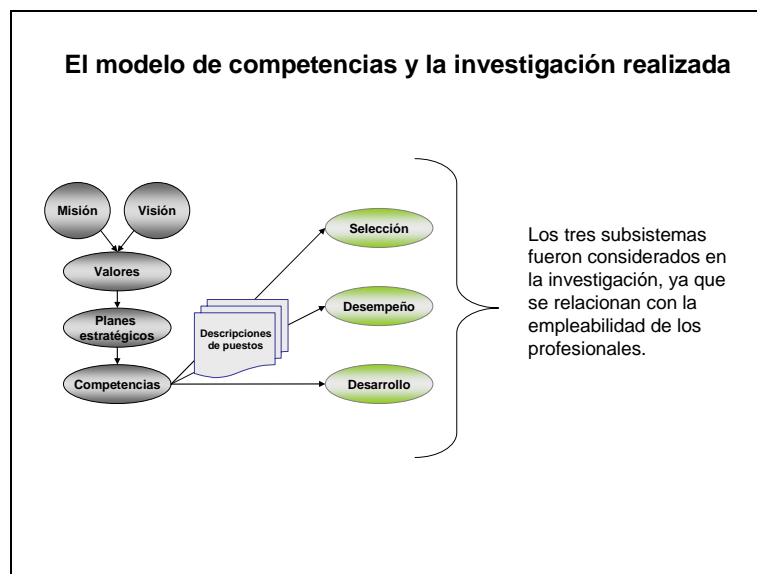 El modelo de competencias y la investigación realizada
Misión
Visión
Valores
Planes
estratégicos
Competencias
Descripciones
de puestos
Selección
Desempeño
Desarrollo
Los tres subsistemas
fueron considerados en
la investigación, ya que
se relacionan con la
empleabilidad de los
profesionales.